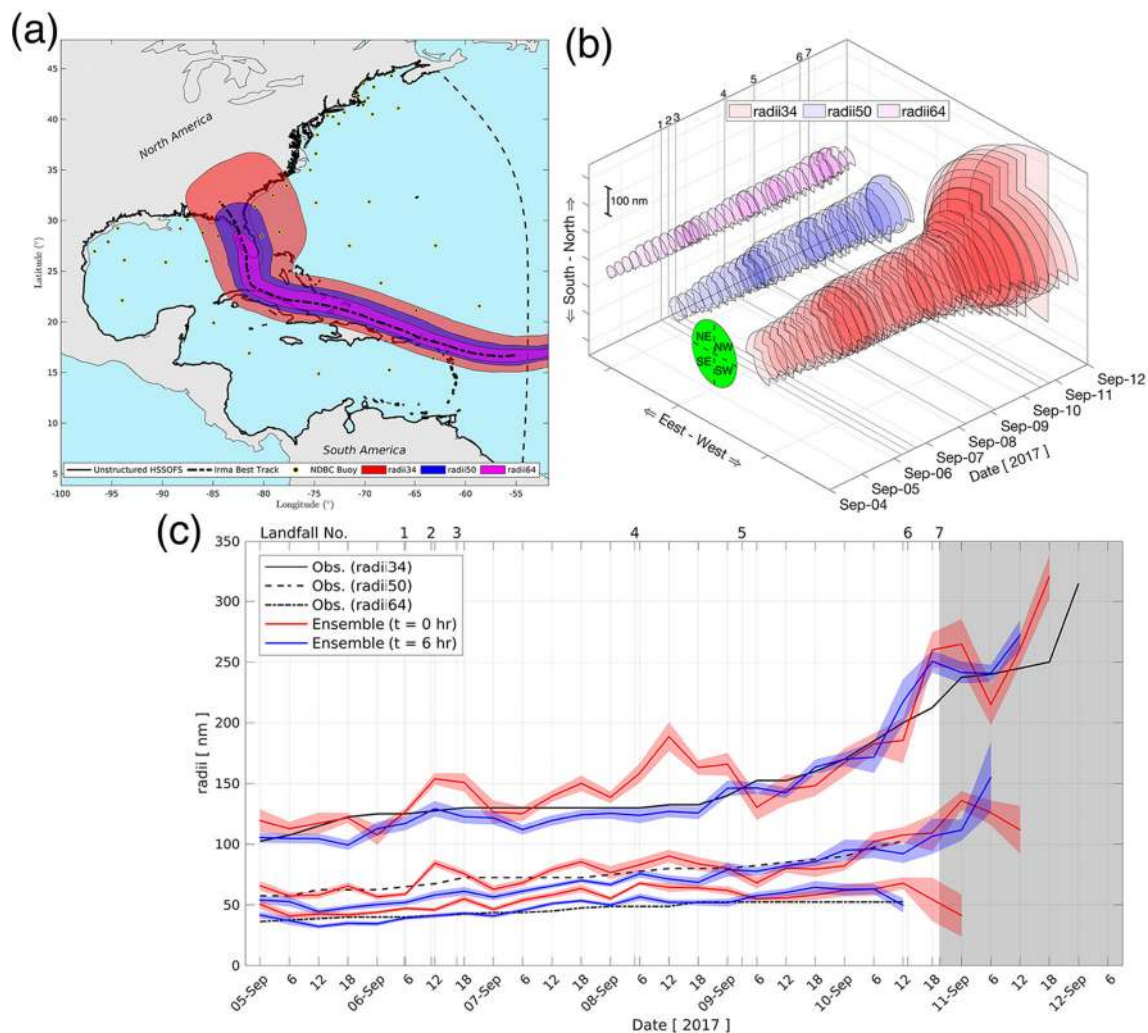 (a)
45
40
35
30
25
20
15
10
5
Latitude (°)
North America
South America
Unstructured HSSOFS
Irma Best Track
NDBC Buoy
radii34
radii50
radii64
-100
-95
-90
-85
-80
-75
-70
-65
-60
-55
Longitude (°)
(b)
1
2
3
4
5
6
7
radii34
radii50
radii64
100 nm
⇐ South - North ⇒
NE
NW
SE
SW
⇐ Eest - West ⇒
Sep-04
Sep-05
Sep-06
Sep-07
Sep-08
Sep-09
Sep-10
Sep-11
Sep-12
Date [ 2017 ]
(c)
Landfall No.
1
2
3
4
5
6
7
350
300
250
200
150
100
50
0
radii [ nm ]
Obs. (radii34)
Obs. (radii50)
Obs. (radii64)
Ensemble (t = 0 hr)
Ensemble (t = 6 hr)
05-Sep
6
12
18
06-Sep
6
12
18
07-Sep
6
12
18
08-Sep
6
12
18
09-Sep
6
12
18
10-Sep
6
12
18
11-Sep
6
12
18
12-Sep
6
Date [ 2017 ]